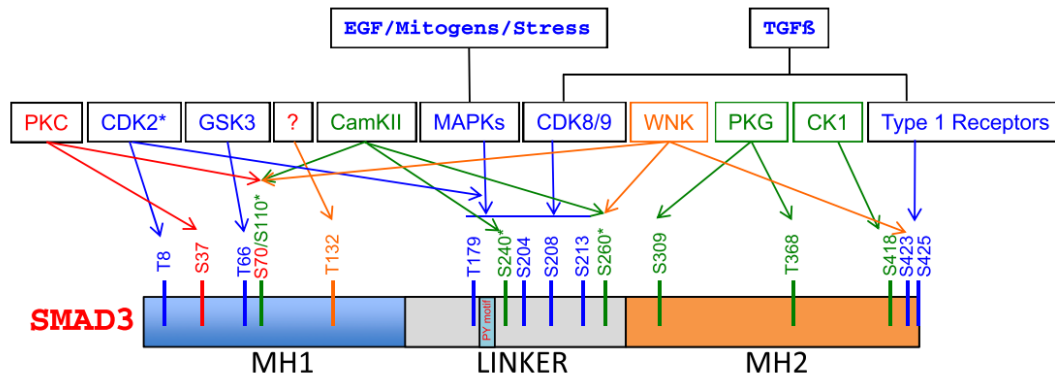 EGF/Mitogens/Stress
TGFß
PKC
CDK2*
GSK3
?
CamKII
MAPKs
CDK8/9
WNK
PKG
CK1
Type 1 Receptors
T8
S37
T66
S70/S110*
T132
T179
S240*
S204
S208
S213
S260*
S309
T368
S418
S423
S425
SMAD3
PY motif
MH1
LINKER
MH2